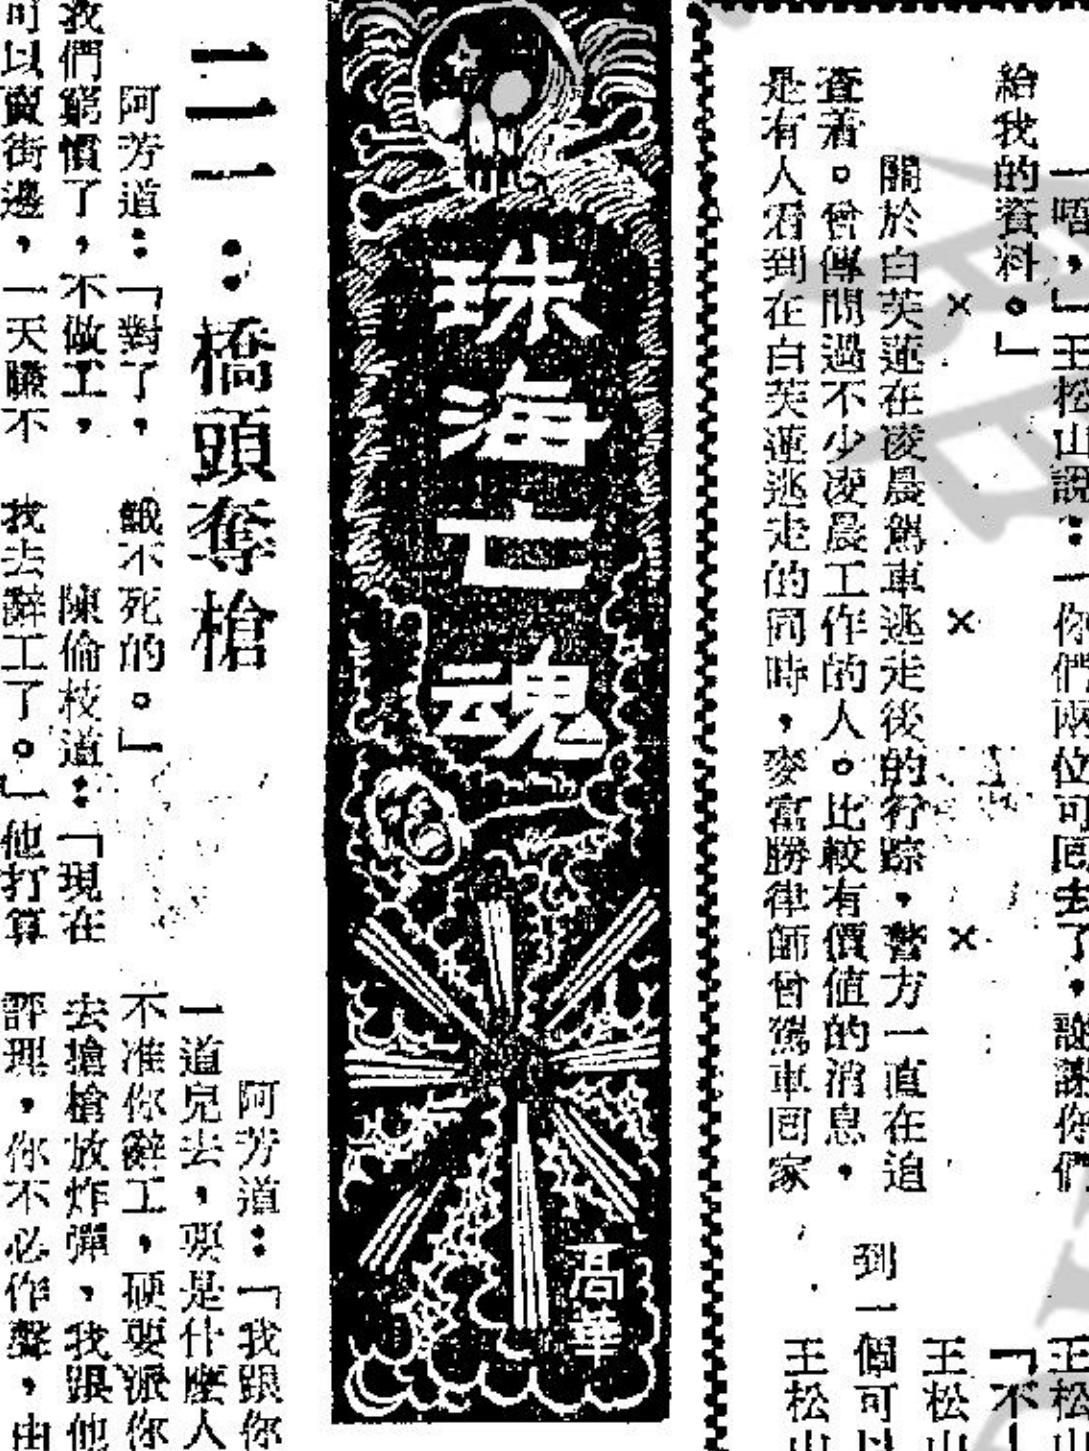 「唔，」王松山說：「你們兩位可回去了，謝謝你們
給我的資料。」
×　×　×
關於白芙蓮在凌晨駕車逃走後的行踪，警方一直在追
查着。曾傳問過不少凌晨工作的人。比較有價值的消息，
是有人看到在白芙蓮逃走的同時，麥富勝律師曾駕車回家
王松山
「不
王松山
到一個可以
王松山
珠海亡魂
高華
二一：橋頭奪槍
阿芳道：「對了，
我們窮慣了，不做工，
可以賣街邊，一天賺不
餓不死的。」
陳倫枝道：「現在
我去辭工了。」他打算
阿芳道：「我跟你
一道兒去，要是什麼人
不准你辭工，硬要派你
去搶槍放炸彈，我跟他
評理，你不必作聲，由